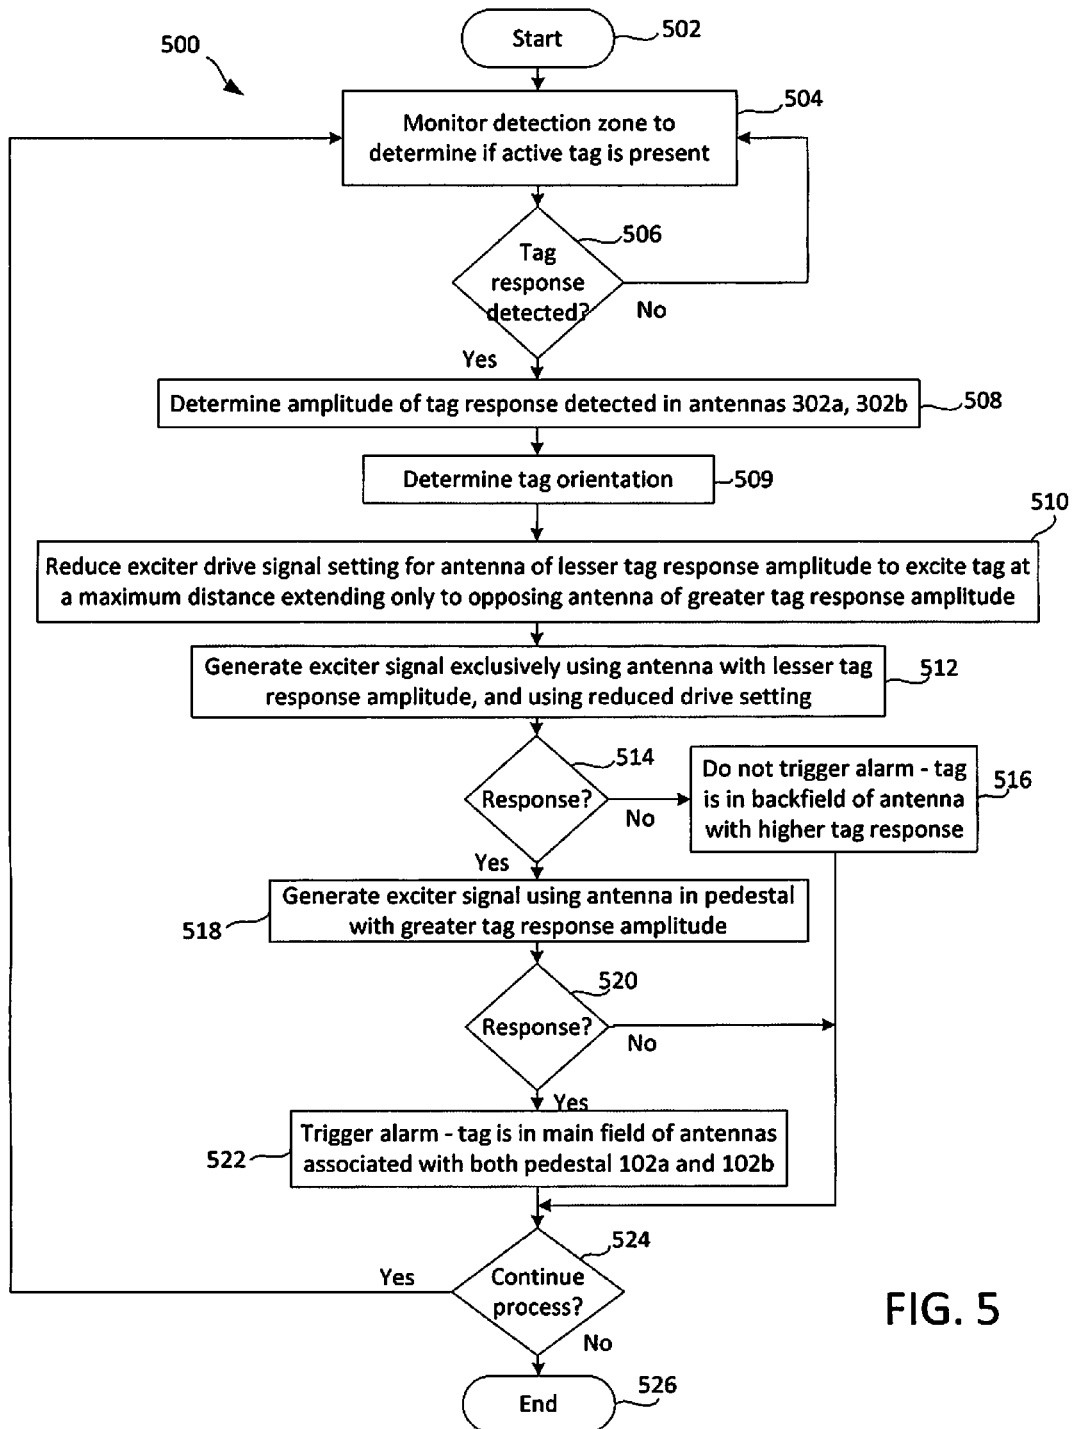 500
Start
502
Monitor detection zone to
determine if active tag is present
504
Tag
response
detected?
506
No
Yes
Determine amplitude of tag response detected in antennas 302a, 302b
508
Determine tag orientation
509
510
Reduce exciter drive signal setting for antenna of lesser tag response amplitude to excite tag at
a maximum distance extending only to opposing antenna of greater tag response amplitude
Generate exciter signal exclusively using antenna with lesser tag
response amplitude, and using reduced drive setting
512
Response?
514
No
Do not trigger alarm - tag
is in backfield of antenna
with higher tag response
516
Yes
Generate exciter signal using antenna in pedestal
with greater tag response amplitude
518
Response?
520
No
Yes
Trigger alarm - tag is in main field of antennas
associated with both pedestal 102a and 102b
522
Continue
process?
524
Yes
No
End
526
FIG. 5